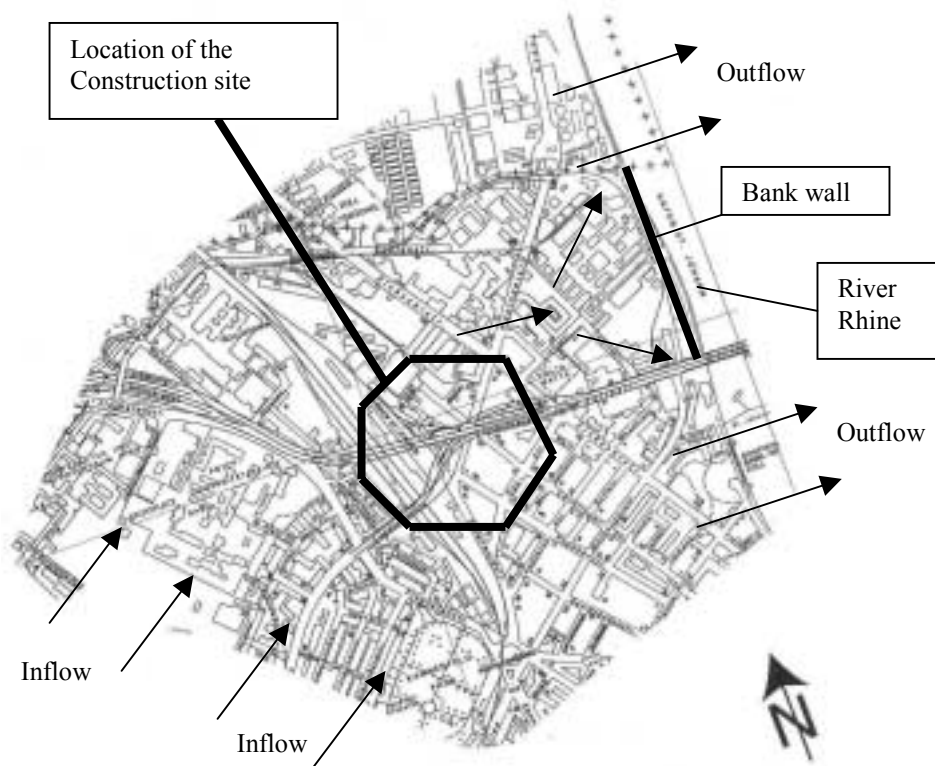 Location of the
Construction site
Outflow
Bank wall
River
Rhine
Outflow
Inflow
Inflow
N